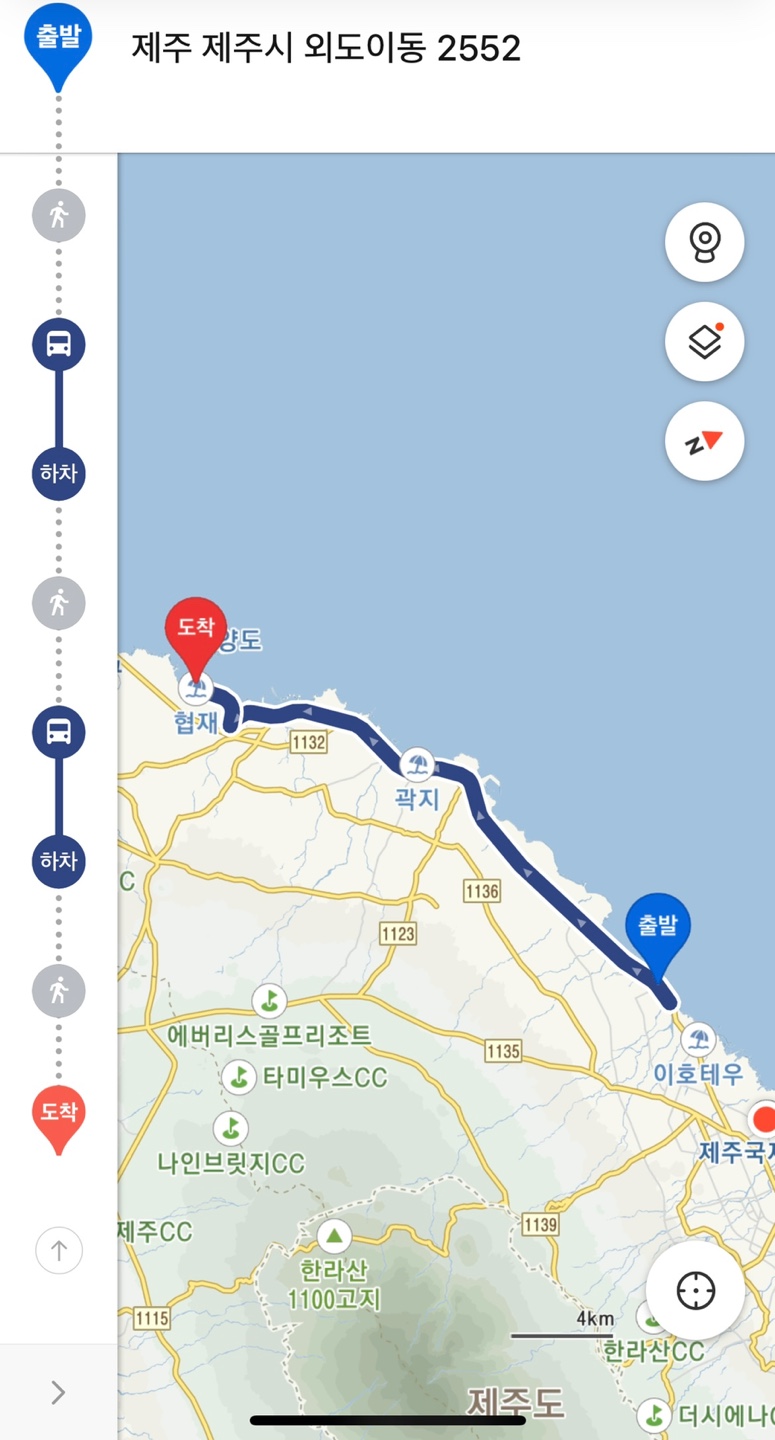 출발
제주 제주시 외도이동 2552
하차
하차
도착
N
도착
양도
협재
1132
곽지
C
1136
출발
1123
에버리스골프리조트
1135
이호테우
타미우스CC
제주국
나인브릿지CC
제주CC
1139
한라산
1100고지
1115
4km
한라산CC
제주도
더시에나